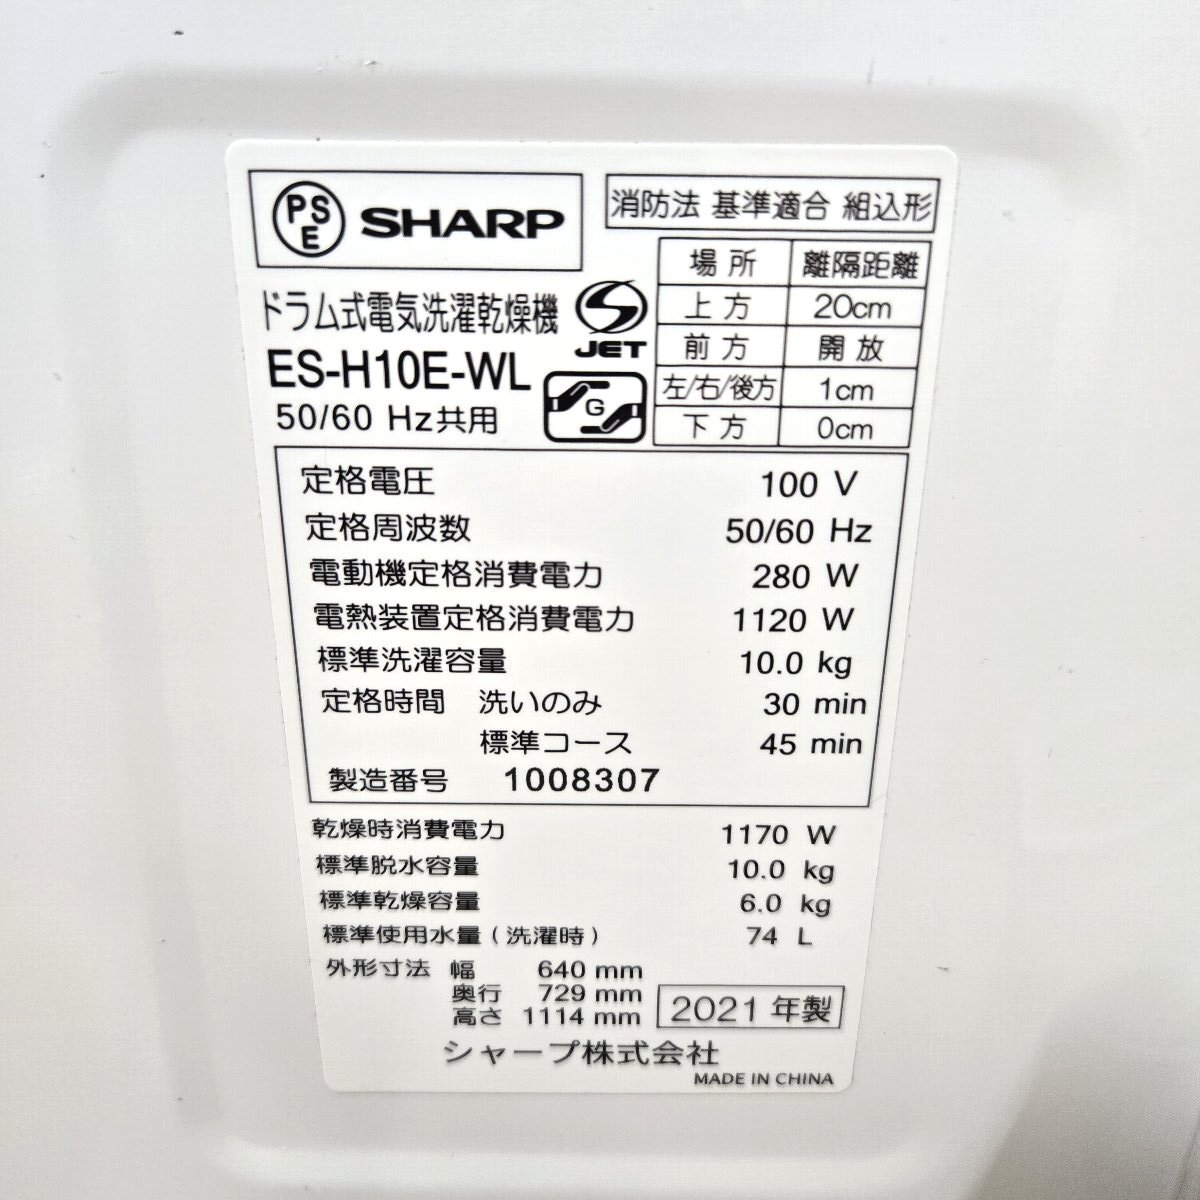 PSE SHARP
消防法 基準適合 組込形
場所 離隔距離
上方 20cm
前方 開放
左/右/後方 1cm
下方 0cm
ドラム式電気洗濯乾燥機
ES-H10E-WL
50/60 Hz共用
JET
G
定格電圧 100 V
定格周波数 50/60 Hz
電動機定格消費電力 280 W
電熱装置定格消費電力 1120 W
標準洗濯容量 10.0 kg
定格時間 洗いのみ 30 min
標準コース 45 min
製造番号 1008307
乾燥時消費電力 1170 W
標準脱水容量 10.0 kg
標準乾燥容量 6.0 kg
標準使用水量(洗濯時) 74 L
外形寸法 幅 640 mm
奥行 729 mm
高さ 1114 mm
2021年製
シャープ株式会社
MADE IN CHINA